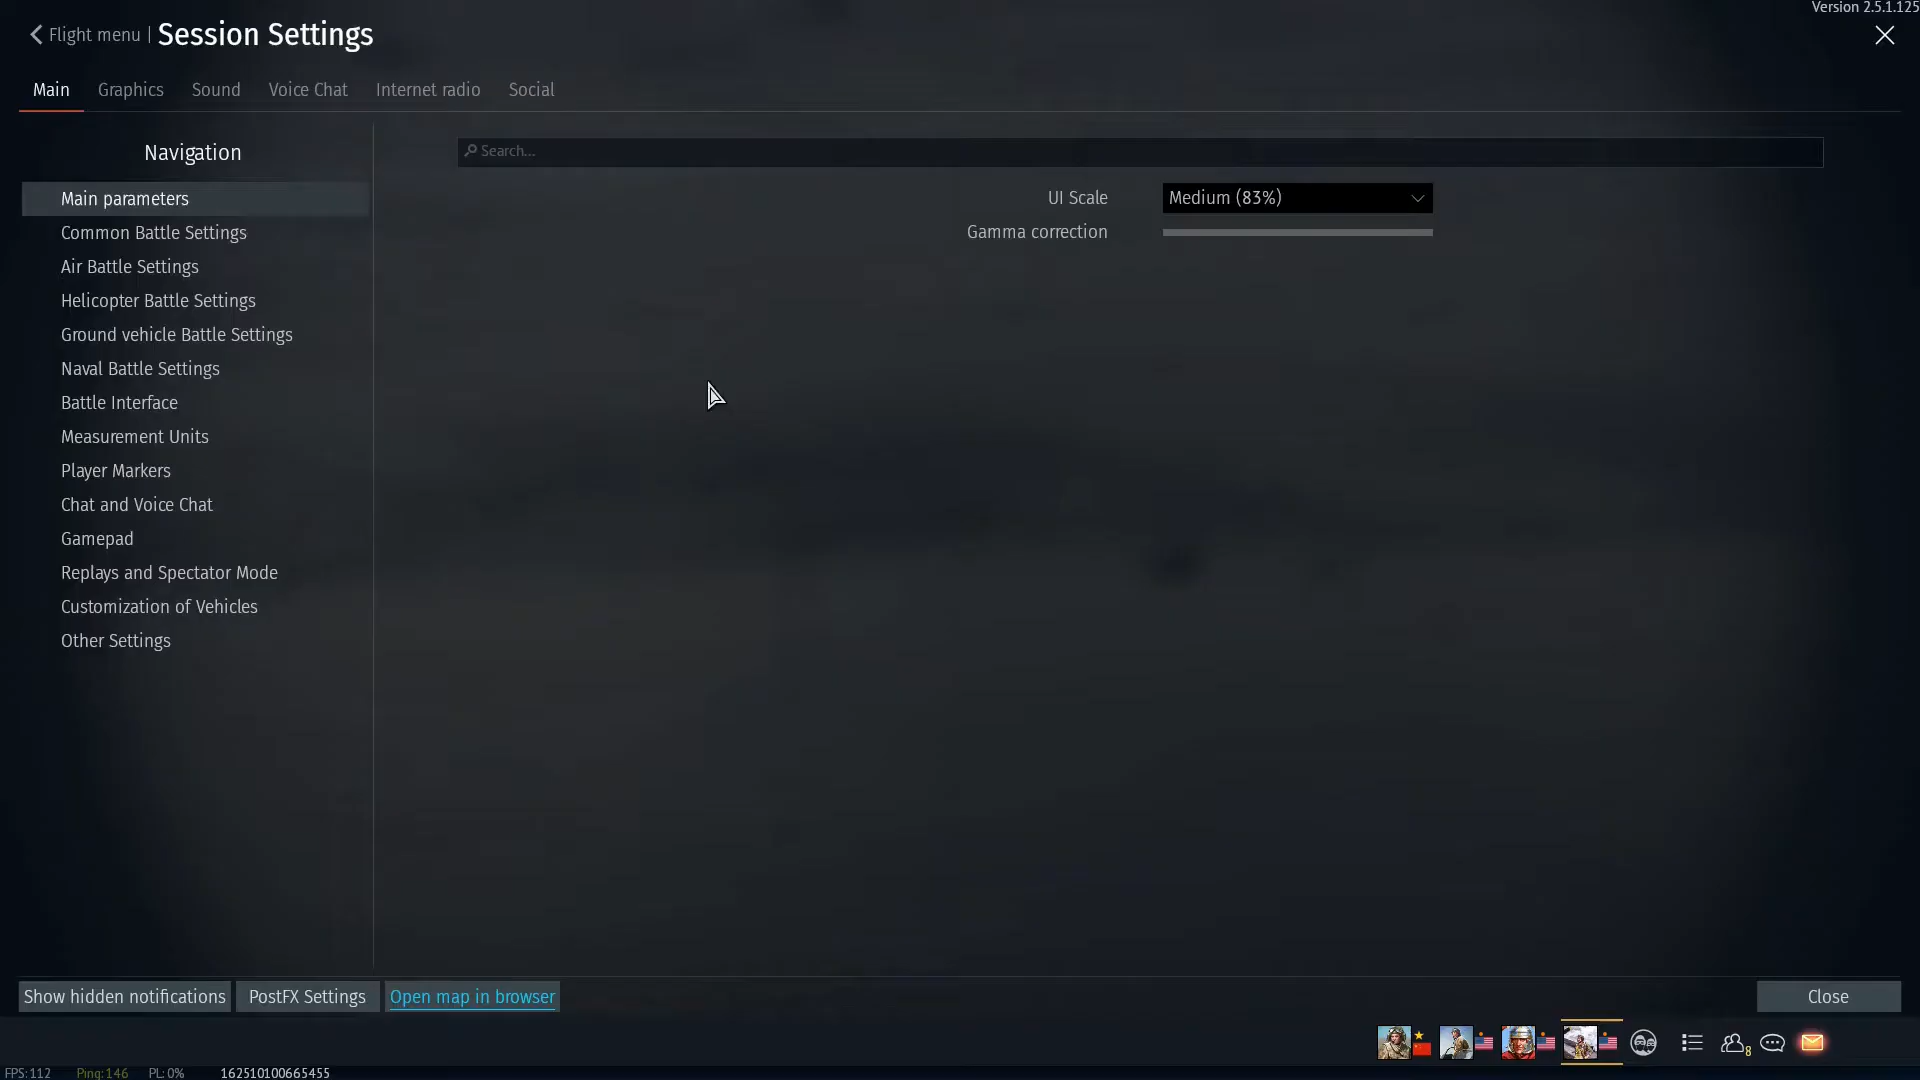 Version 2.5.1.125
Flight menu | Session Settings
Main Graphics Sound Voice Chat Internet radio Social
Navigation
Search...
Main parameters
UI Scale Medium (83%)
Gamma correction
Common Battle Settings
Air Battle Settings
Helicopter Battle Settings
Ground vehicle Battle Settings
Naval Battle Settings
Battle Interface
Measurement Units
Player Markers
Chat and Voice Chat
Gamepad
Replays and Spectator Mode
Customization of Vehicles
Other Settings
Show hidden notifications PostFX Settings Open map in browser Close
8
FPS:112 Ping:146 PL: 0% 162510100665455